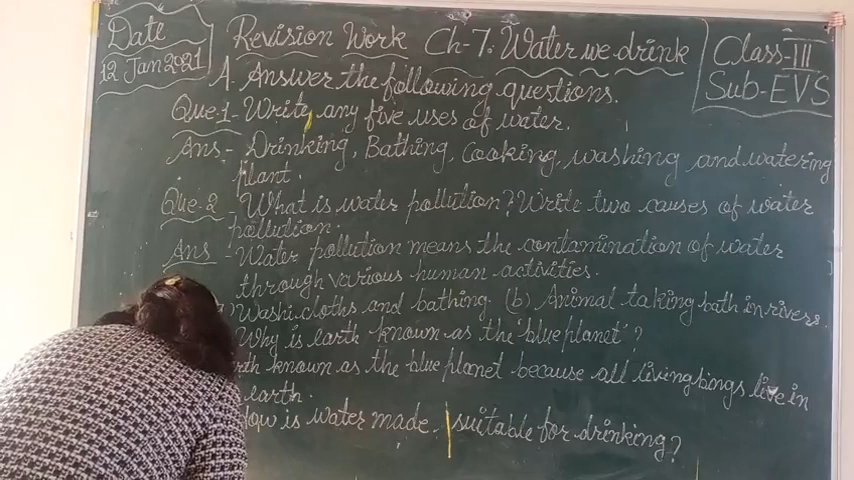 Date
12 Jan 2021
Revision Work Ch-7: Water we drink
Class-III
Sub-EVS
A. Answer the following questions.
Que-1- Write any five uses of water.
Ans- Drinking, Bathing, cooking, washing and watering
plant.
Que-2 - What is water pollution? Write two causes of water
pollution.
Ans - Water pollution means the contamination of water
through various human activities.
) Washi cloths and bathing. (b) Animal taking bath in rivers.
Why is earth known as the 'blue planet'?
rth known as the blue planet because all living bings live in
earth.
How is water made suitable for drinking?